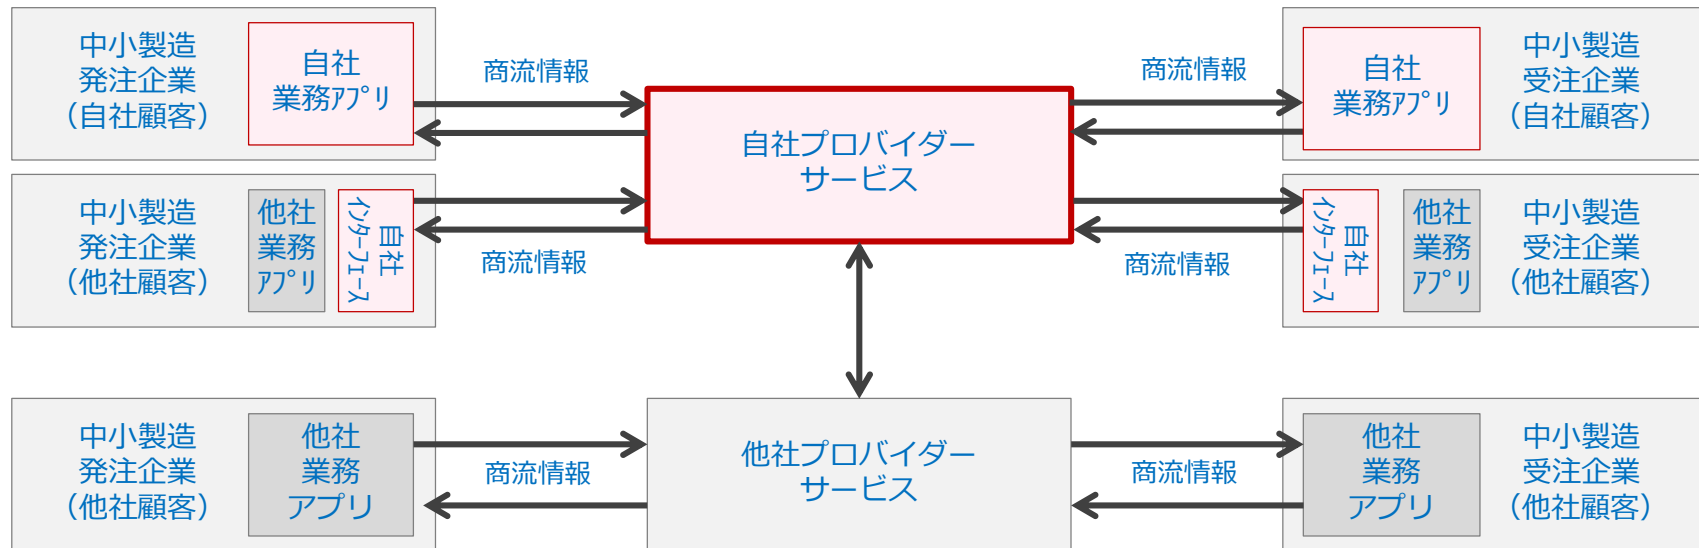 中小製造
発注企業
（自社顧客）
自社
業務ｱﾌﾟﾘ
商流情報
自社プロバイダー
サービス
商流情報
自社
業務ｱﾌﾟﾘ
中小製造
受注企業
（自社顧客）
中小製造
発注企業
（他社顧客）
他社
業務
ｱﾌﾟﾘ
自社
ｲﾝﾀｰﾌｪｰｽ
商流情報
商流情報
自社
ｲﾝﾀｰﾌｪｰｽ
他社
業務
ｱﾌﾟﾘ
中小製造
受注企業
（他社顧客）
中小製造
発注企業
（他社顧客）
他社
業務
アプリ
商流情報
他社プロバイダー
サービス
商流情報
他社
業務
アプリ
中小製造
受注企業
（他社顧客）